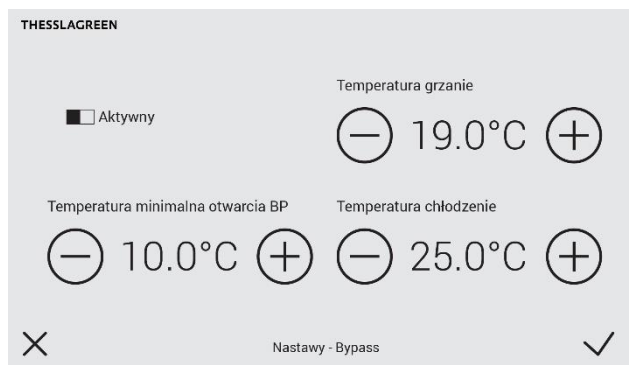 THESSLAGREEN
Temperatura grzanie
Aktywny
19.0°C
Temperatura minimalna otwarcia BP
Temperatura chłodzenie
10.0°C
25.0°C
Nastawy - Bypass